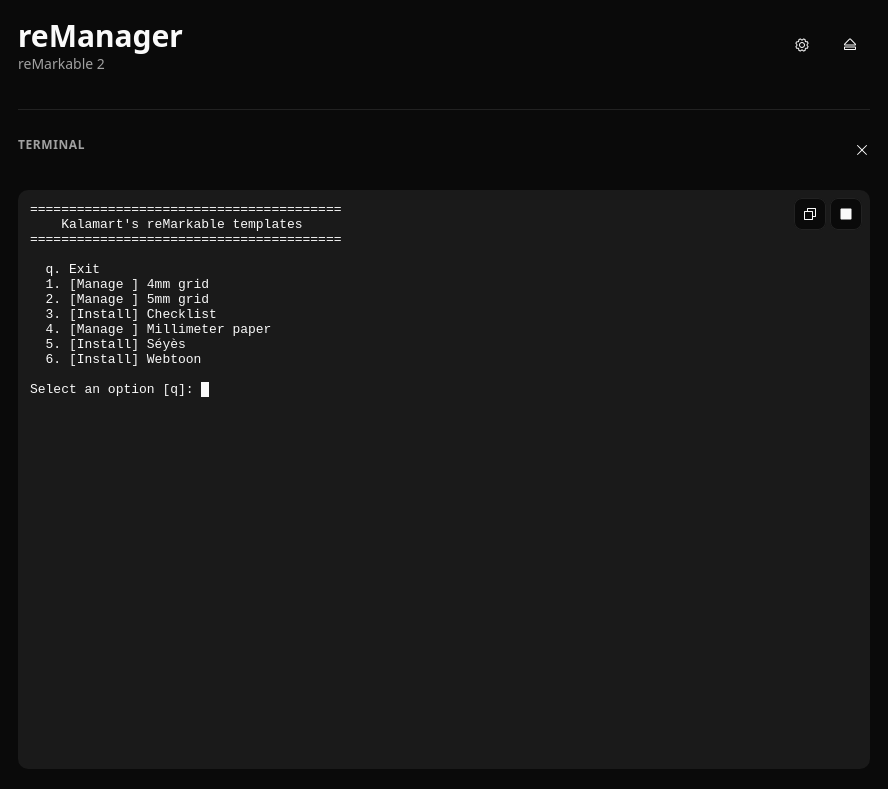 reManager
reMarkable 2
TERMINAL
========================================
    Kalamart's reMarkable templates
========================================

  q. Exit
  1. [Manage ] 4mm grid
  2. [Manage ] 5mm grid
  3. [Install] Checklist
  4. [Manage ] Millimeter paper
  5. [Install] Séyès
  6. [Install] Webtoon

Select an option [q]: